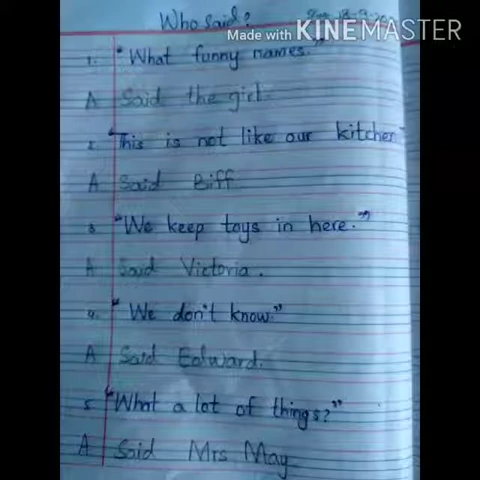 Who Said?
Made with KINEMASTER
1. "What funny names."
A Said the girl.
2. "This is not like our kitchen"
A Said Biff
3 "We keep toys in here."
A Said Victoria.
4. "We don't know."
A Said Edward.
5 "What a lot of things?"
A Said Mrs May